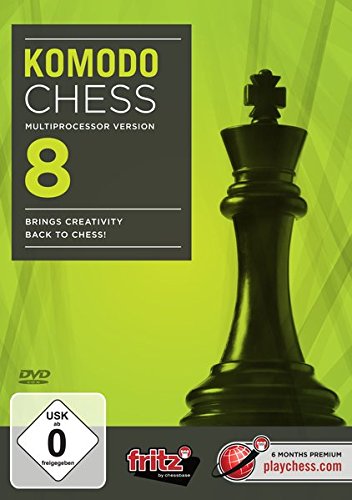 KOMODO
CHESS
MULTIPROCESSOR VERSION
8
BRINGS CREATIVITY
BACK TO CHESS!
DVD
USK
ab
0
freigegeben
fritz
by chessbase
6 MONTHS PREMIUM
playchess.com